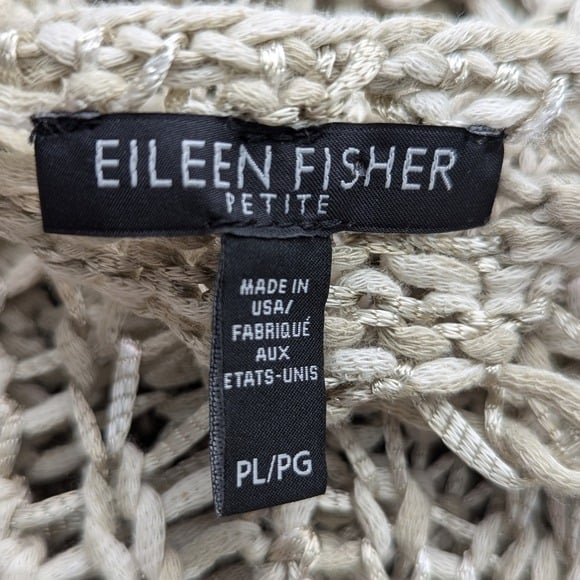 EILEEN FISHER
PETITE
MADE IN
USA/
FABRIQUÉ
AUX
ETATS-UNIS
PL/PG